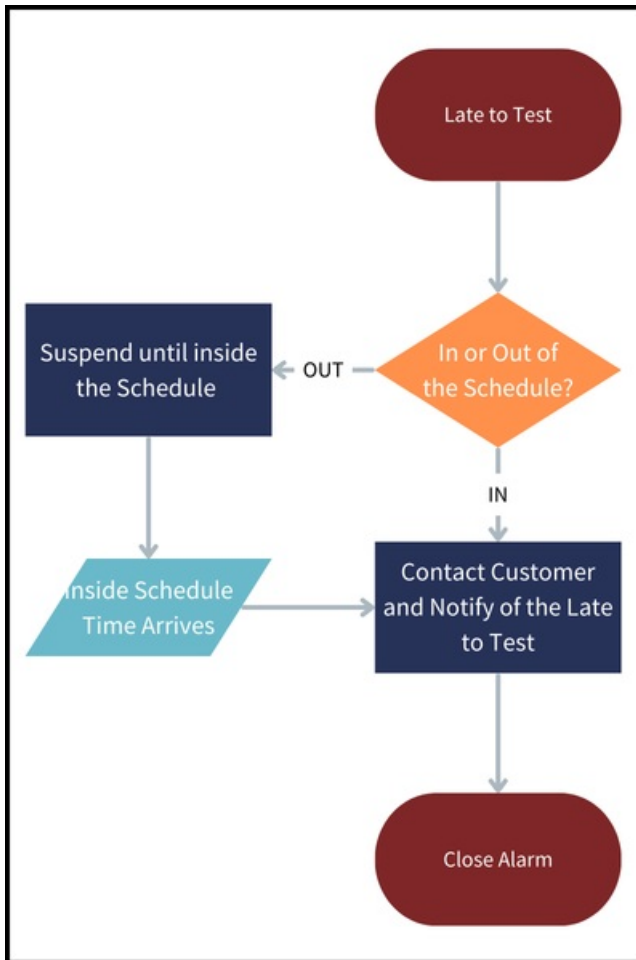 Late to Test
In or Out of
the Schedule?
OUT
Suspend until inside
the Schedule
IN
Inside Schedule
Time Arrives
Contact Customer
and Notify of the Late
to Test
Close Alarm